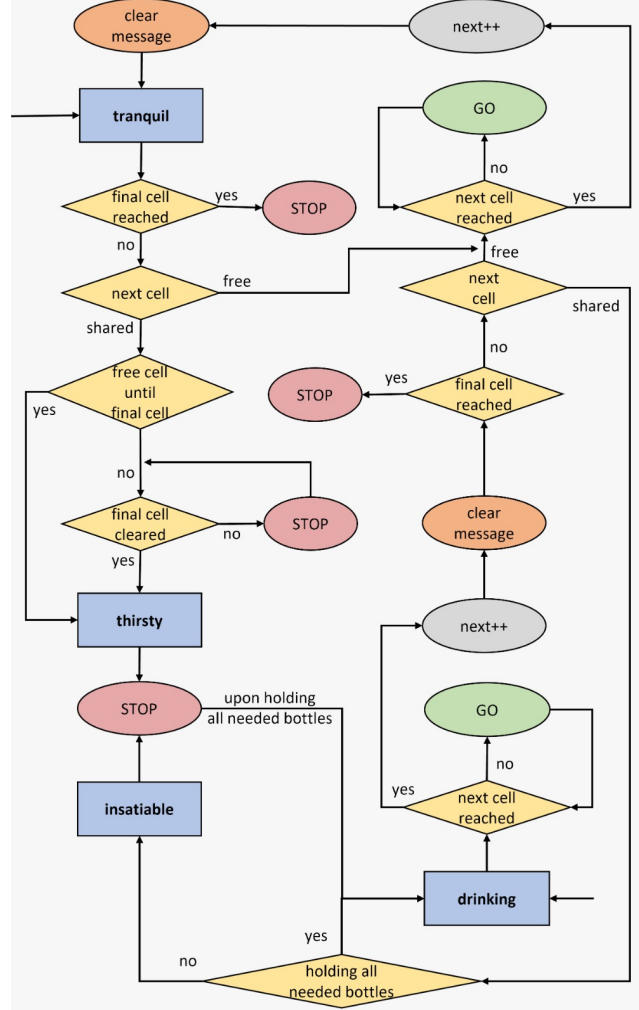 clear
message
next++
tranquil
GO
no
final cell
reached
yes
STOP
next cell
reached
yes
no
free
next cell
free
next
cell
shared
shared
no
free cell
until
final cell
yes
STOP
yes
final cell
reached
no
final cell
cleared
no
STOP
clear
message
yes
thirsty
next++
STOP
upon holding
all needed bottles
GO
no
insatiable
yes
next cell
reached
drinking
yes
no
holding all
needed bottles